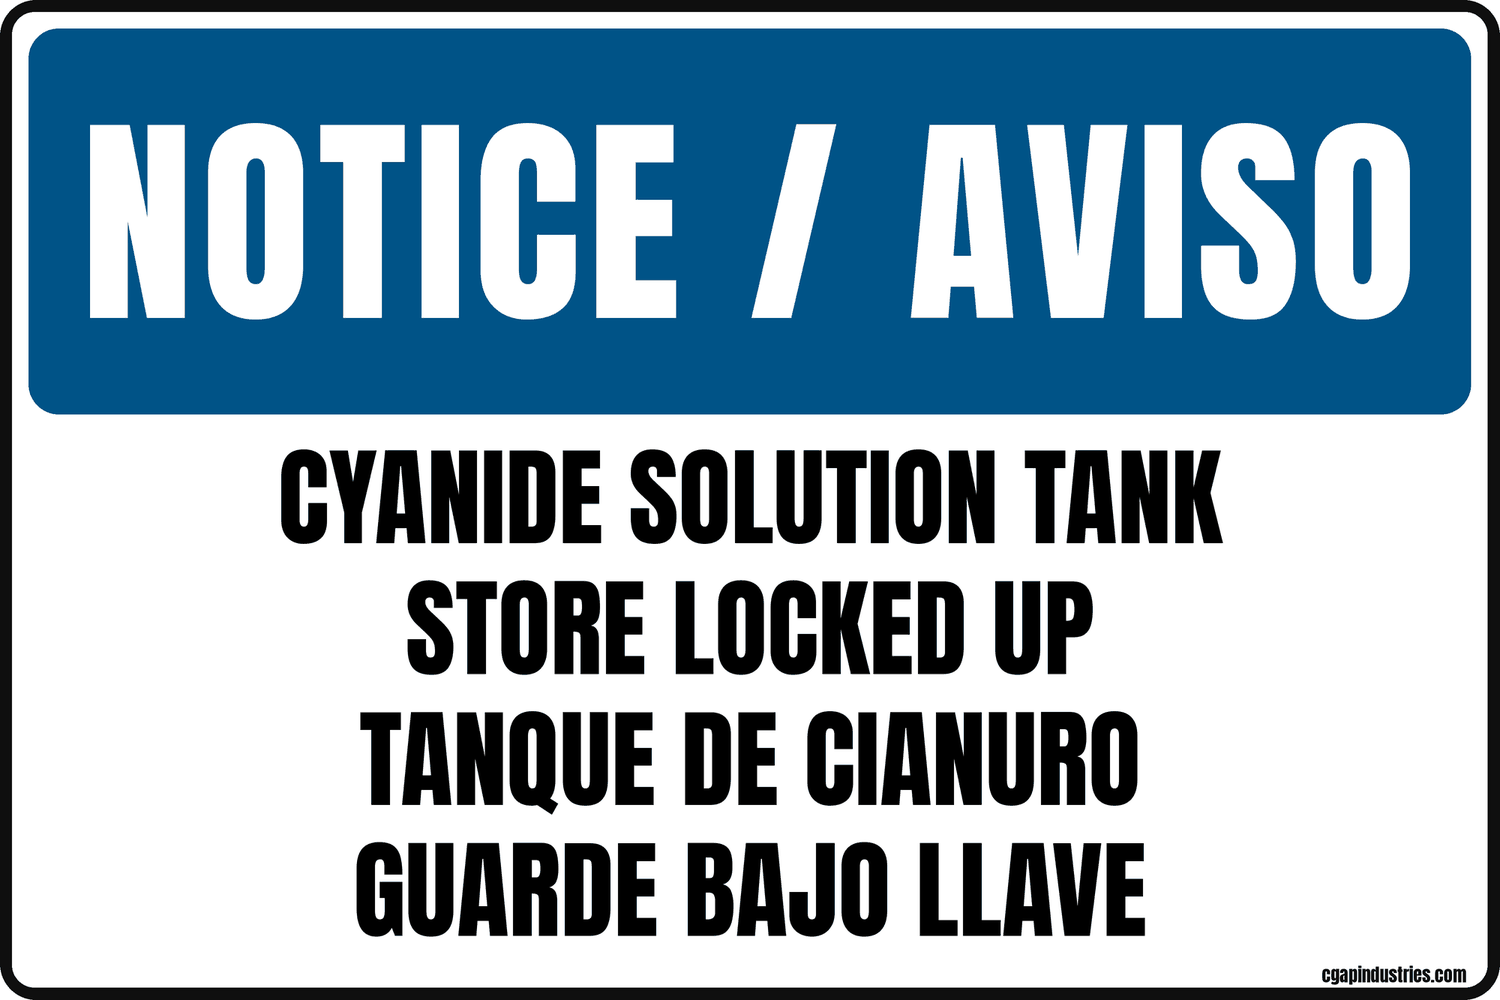 NOTICE / AVISO
CYANIDE SOLUTION TANK
STORE LOCKED UP
TANQUE DE CIANURO
GUARDE BAJO LLAVE
cgapindustries.com